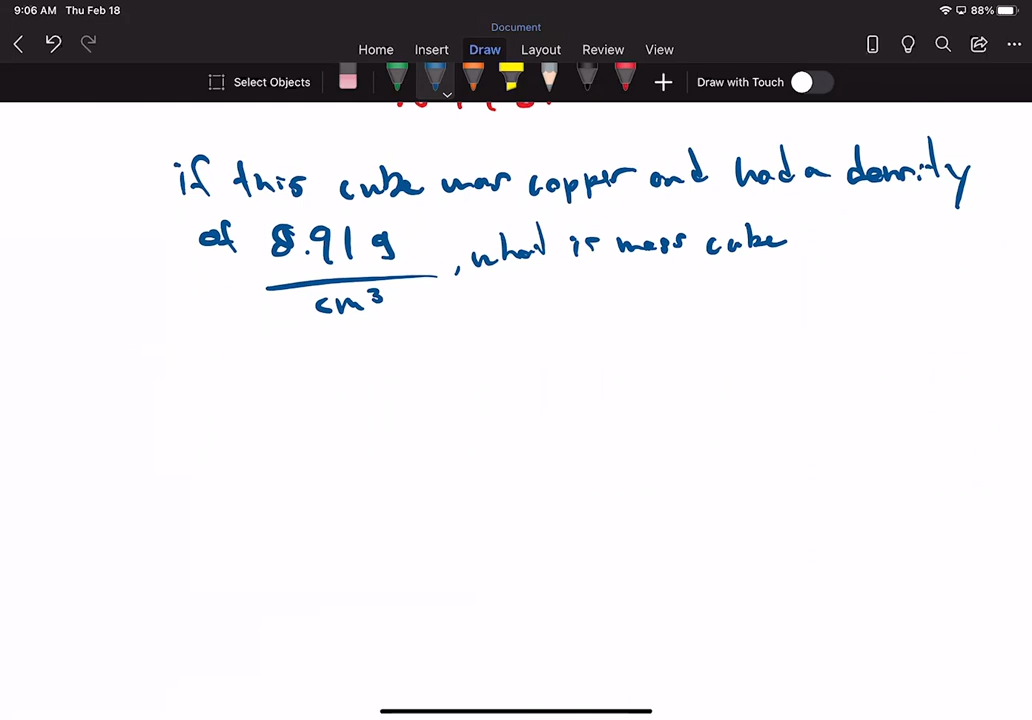 9:06 AM Thu Feb 18
88%
Document
Home Insert Draw Layout Review View
Select Objects
Draw with Touch
if this cube was copper and had a density
of 8.91 g
cm³
, what is mass cube